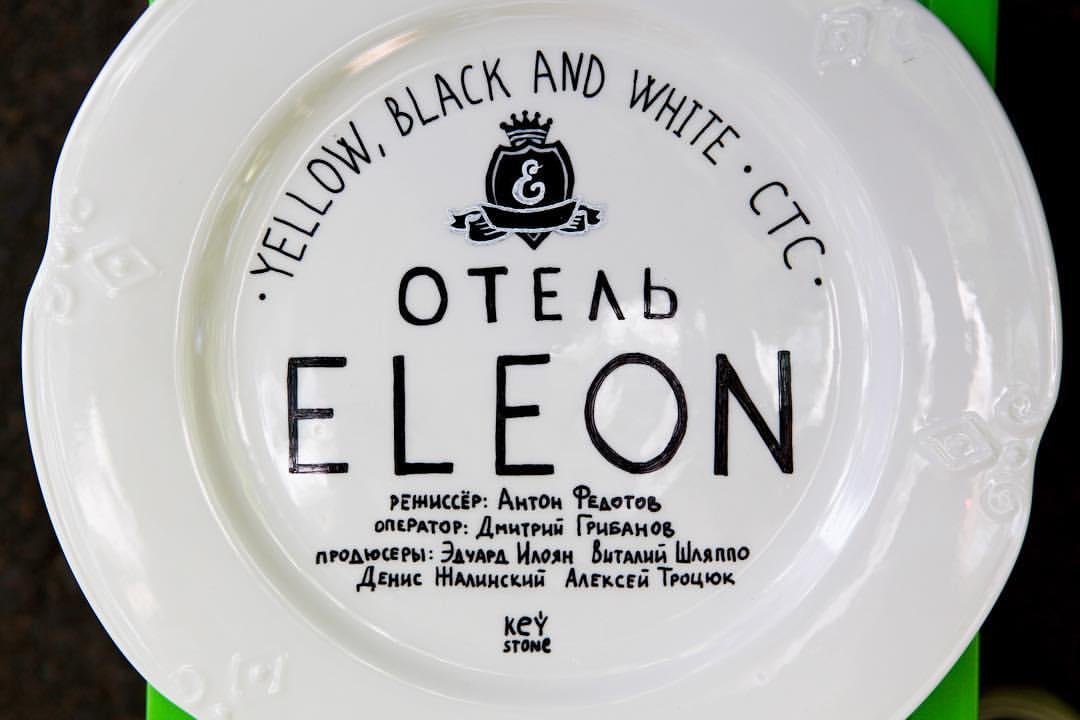 · YELLOW, BLACK AND WHITE · СТС ·
E
ОТЕЛЬ
ELEON
РЕЖИССЁР: АНТОН ФЕДОТОВ
ОПЕРАТОР: ДМИТРИЙ ГРИБАНОВ
ПРОДЮСЕРЫ: ЭДУАРД ИЛОЯН ВИТАЛИЙ ШЛЯППО
ДЕНИС ЖАЛИНСКИЙ АЛЕКСЕЙ ТРОЦЮК
KEY
STONE